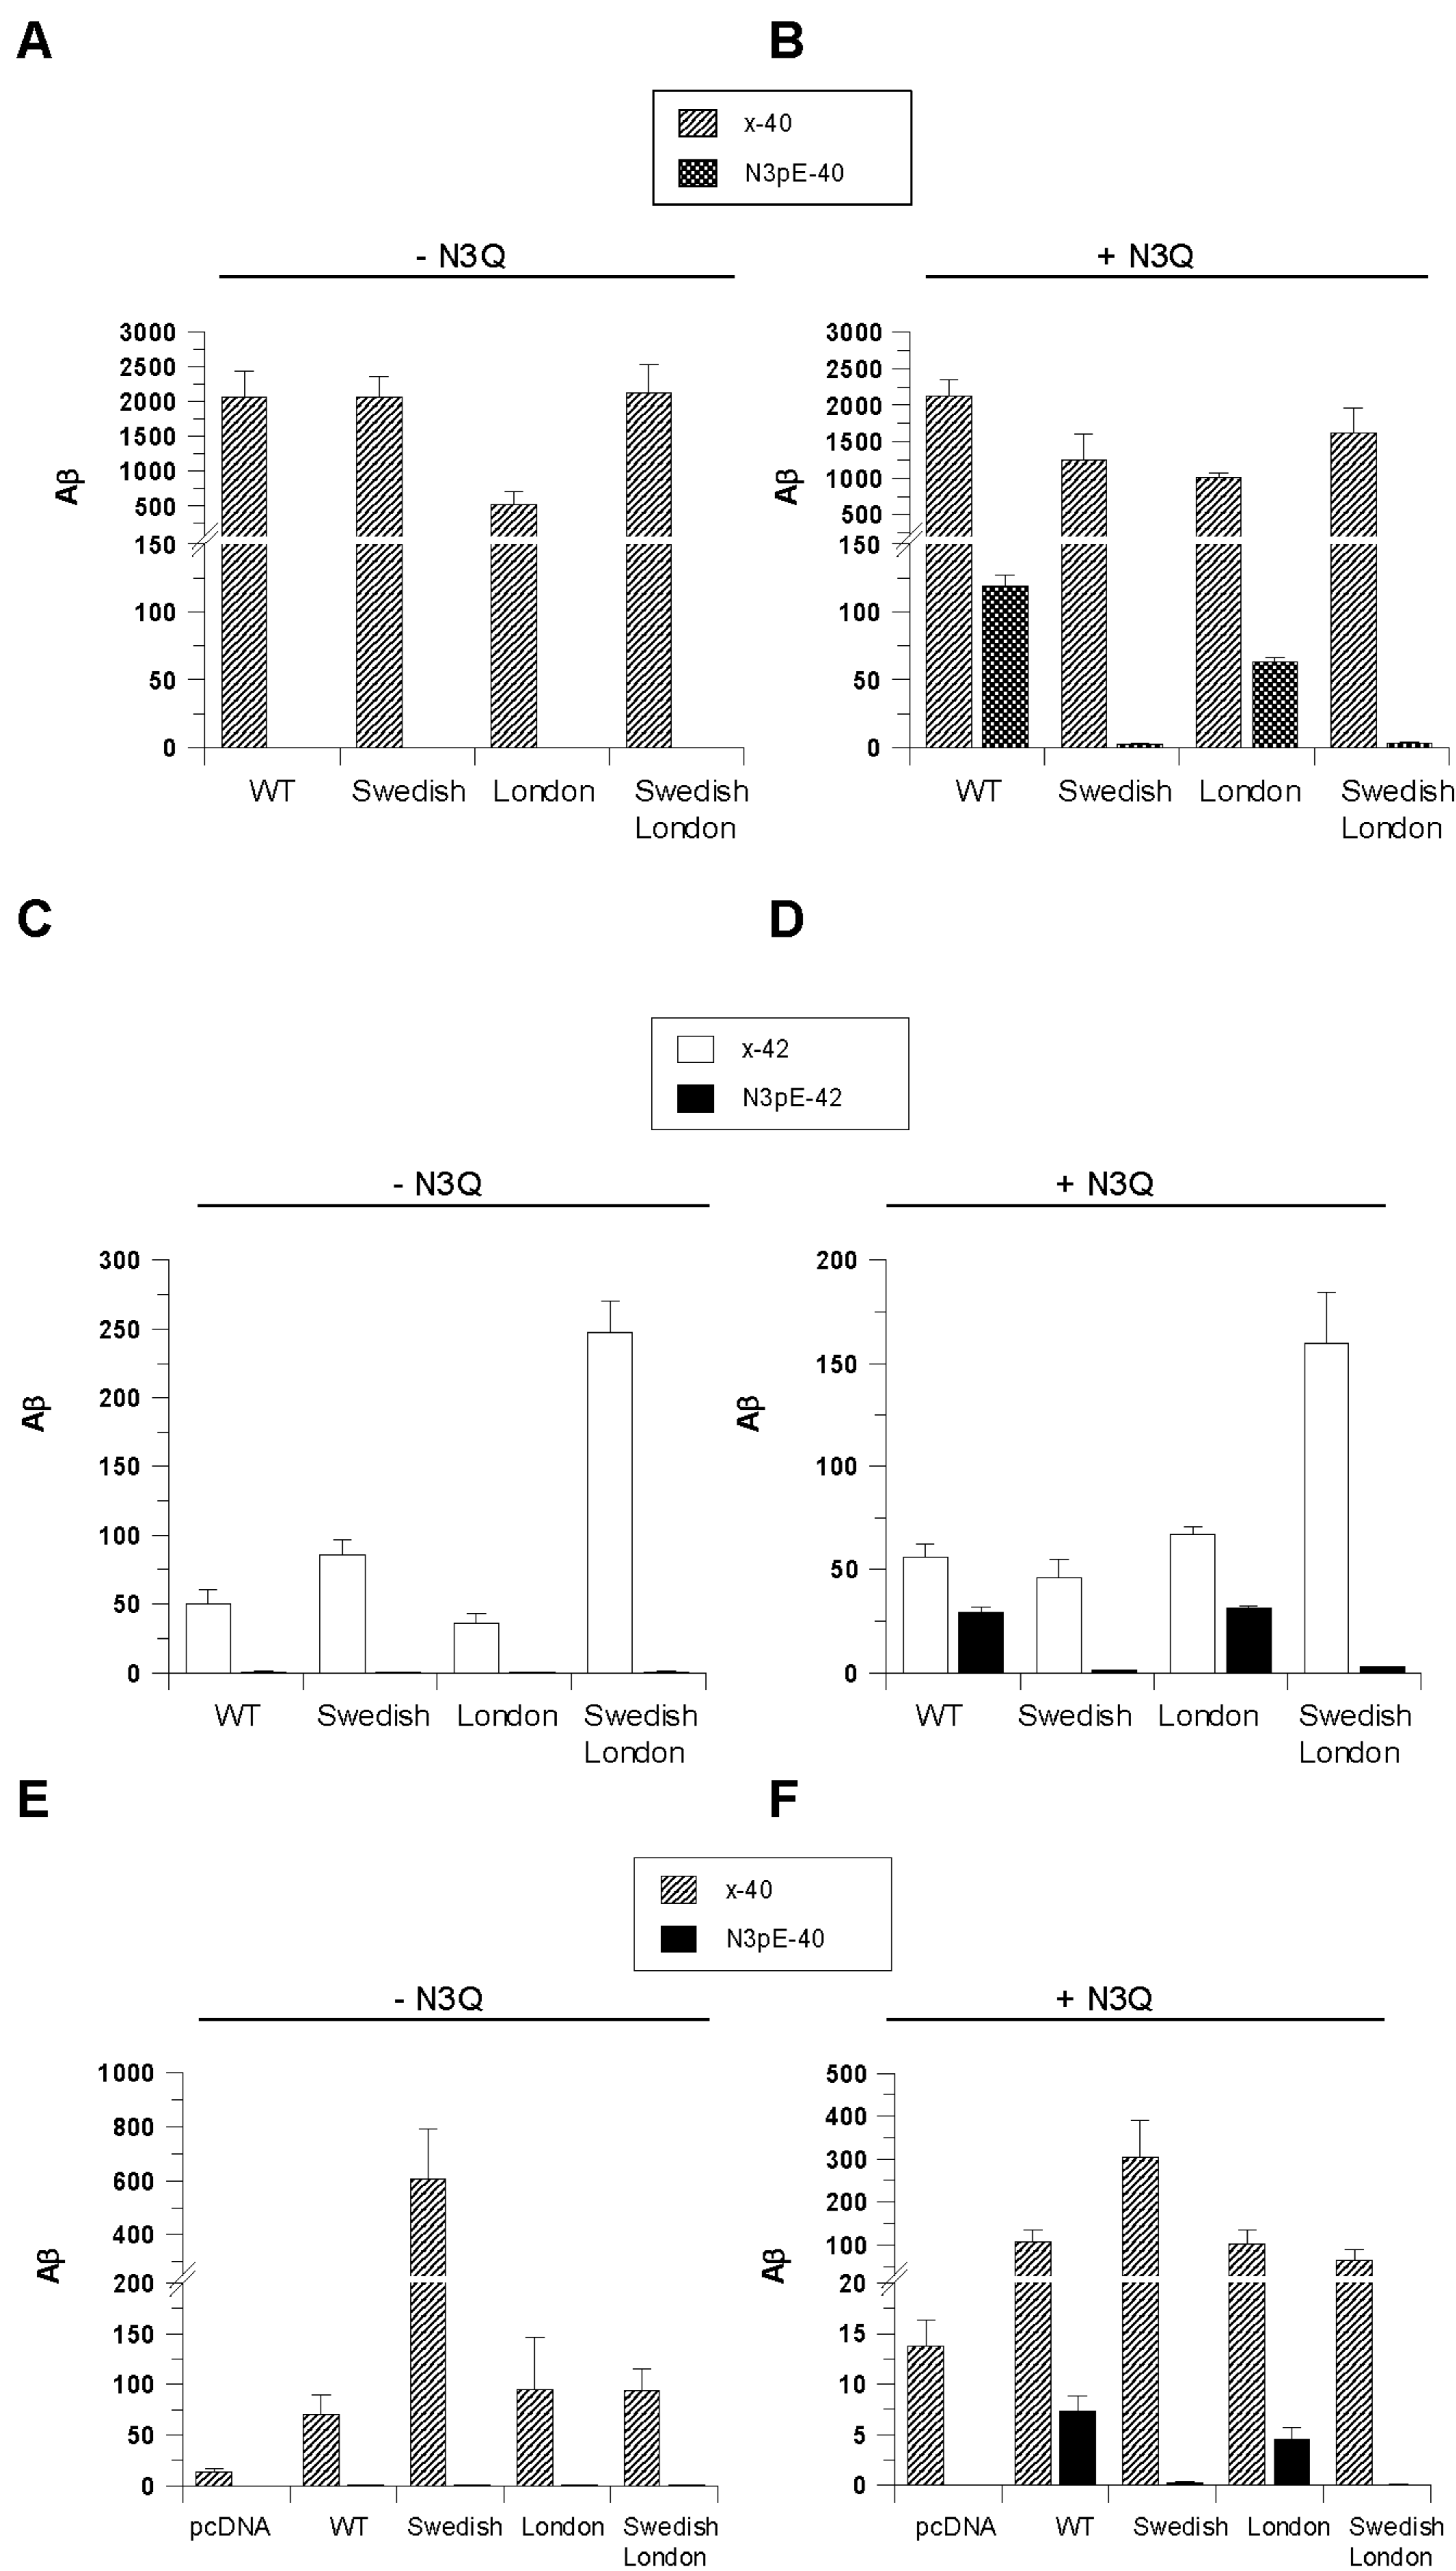 A
B
x-40
N3pE-40
- N3Q
+ N3Q
3000
2500
2000
1500
1000
500
150
100
50
0
Aβ
WT
Swedish
London
Swedish
London
3000
2500
2000
1500
1000
500
150
100
50
0
Aβ
WT
Swedish
London
Swedish
London
C
D
x-42
N3pE-42
- N3Q
+ N3Q
300
250
200
150
100
50
0
Aβ
WT
Swedish
London
Swedish
London
200
150
100
50
0
Aβ
WT
Swedish
London
Swedish
London
E
F
x-40
N3pE-40
- N3Q
+ N3Q
1000
800
600
400
200
150
100
50
0
Aβ
pcDNA
WT
Swedish
London
Swedish
London
500
400
300
200
100
20
15
10
5
0
Aβ
pcDNA
WT
Swedish
London
Swedish
London